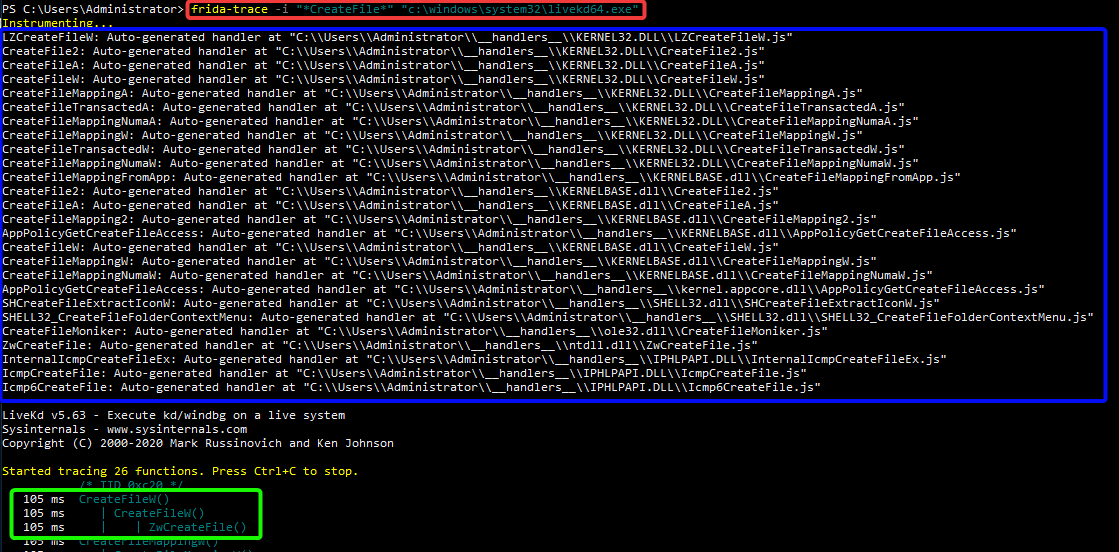 PS C:\Users\Administrator> frida-trace -i "*CreateFile*" "c:\windows\system32\livekd64.exe"
Instrumenting...
LZCreateFileW: Auto-generated handler at "C:\\Users\\Administrator\\__handlers__\\KERNEL32.DLL\\LZCreateFileW.js"
CreateFile2: Auto-generated handler at "C:\\Users\\Administrator\\__handlers__\\KERNEL32.DLL\\CreateFile2.js"
CreateFileA: Auto-generated handler at "C:\\Users\\Administrator\\__handlers__\\KERNEL32.DLL\\CreateFileA.js"
CreateFileW: Auto-generated handler at "C:\\Users\\Administrator\\__handlers__\\KERNEL32.DLL\\CreateFileW.js"
CreateFileMappingA: Auto-generated handler at "C:\\Users\\Administrator\\__handlers__\\KERNEL32.DLL\\CreateFileMappingA.js"
CreateFileTransactedA: Auto-generated handler at "C:\\Users\\Administrator\\__handlers__\\KERNEL32.DLL\\CreateFileTransactedA.js"
CreateFileMappingNumaA: Auto-generated handler at "C:\\Users\\Administrator\\__handlers__\\KERNEL32.DLL\\CreateFileMappingNumaA.js"
CreateFileMappingW: Auto-generated handler at "C:\\Users\\Administrator\\__handlers__\\KERNEL32.DLL\\CreateFileMappingW.js"
CreateFileTransactedW: Auto-generated handler at "C:\\Users\\Administrator\\__handlers__\\KERNEL32.DLL\\CreateFileTransactedW.js"
CreateFileMappingNumaW: Auto-generated handler at "C:\\Users\\Administrator\\__handlers__\\KERNEL32.DLL\\CreateFileMappingNumaW.js"
CreateFileMappingFromApp: Auto-generated handler at "C:\\Users\\Administrator\\__handlers__\\KERNELBASE.dll\\CreateFileMappingFromApp.js"
CreateFile2: Auto-generated handler at "C:\\Users\\Administrator\\__handlers__\\KERNELBASE.dll\\CreateFile2.js"
CreateFileA: Auto-generated handler at "C:\\Users\\Administrator\\__handlers__\\KERNELBASE.dll\\CreateFileA.js"
CreateFileMapping2: Auto-generated handler at "C:\\Users\\Administrator\\__handlers__\\KERNELBASE.dll\\CreateFileMapping2.js"
AppPolicyGetCreateFileAccess: Auto-generated handler at "C:\\Users\\Administrator\\__handlers__\\KERNELBASE.dll\\AppPolicyGetCreateFileAccess.js"
CreateFileW: Auto-generated handler at "C:\\Users\\Administrator\\__handlers__\\KERNELBASE.dll\\CreateFileW.js"
CreateFileMappingW: Auto-generated handler at "C:\\Users\\Administrator\\__handlers__\\KERNELBASE.dll\\CreateFileMappingW.js"
CreateFileMappingNumaW: Auto-generated handler at "C:\\Users\\Administrator\\__handlers__\\KERNELBASE.dll\\CreateFileMappingNumaW.js"
AppPolicyGetCreateFileAccess: Auto-generated handler at "C:\\Users\\Administrator\\__handlers__\\kernel.appcore.dll\\AppPolicyGetCreateFileAccess.js"
SHCreateFileExtractIconW: Auto-generated handler at "C:\\Users\\Administrator\\__handlers__\\SHELL32.dll\\SHCreateFileExtractIconW.js"
SHELL32_CreateFileFolderContextMenu: Auto-generated handler at "C:\\Users\\Administrator\\__handlers__\\SHELL32.dll\\SHELL32_CreateFileFolderContextMenu.js"
CreateFileMoniker: Auto-generated handler at "C:\\Users\\Administrator\\__handlers__\\ole32.dll\\CreateFileMoniker.js"
ZwCreateFile: Auto-generated handler at "C:\\Users\\Administrator\\__handlers__\\ntdll.dll\\ZwCreateFile.js"
InternalIcmpCreateFileEx: Auto-generated handler at "C:\\Users\\Administrator\\__handlers__\\IPHLPAPI.DLL\\InternalIcmpCreateFileEx.js"
IcmpCreateFile: Auto-generated handler at "C:\\Users\\Administrator\\__handlers__\\IPHLPAPI.DLL\\IcmpCreateFile.js"
Icmp6CreateFile: Auto-generated handler at "C:\\Users\\Administrator\\__handlers__\\IPHLPAPI.DLL\\Icmp6CreateFile.js"
LiveKd v5.63 - Execute kd/windbg on a live system
Sysinternals - www.sysinternals.com
Copyright (C) 2000-2020 Mark Russinovich and Ken Johnson
Started tracing 26 functions. Press Ctrl+C to stop.
/* TID 0xc20 */
105 ms CreateFileW()
105 ms | CreateFileW()
105 ms | | ZwCreateFile()
105 ms CreateFileMappingW()